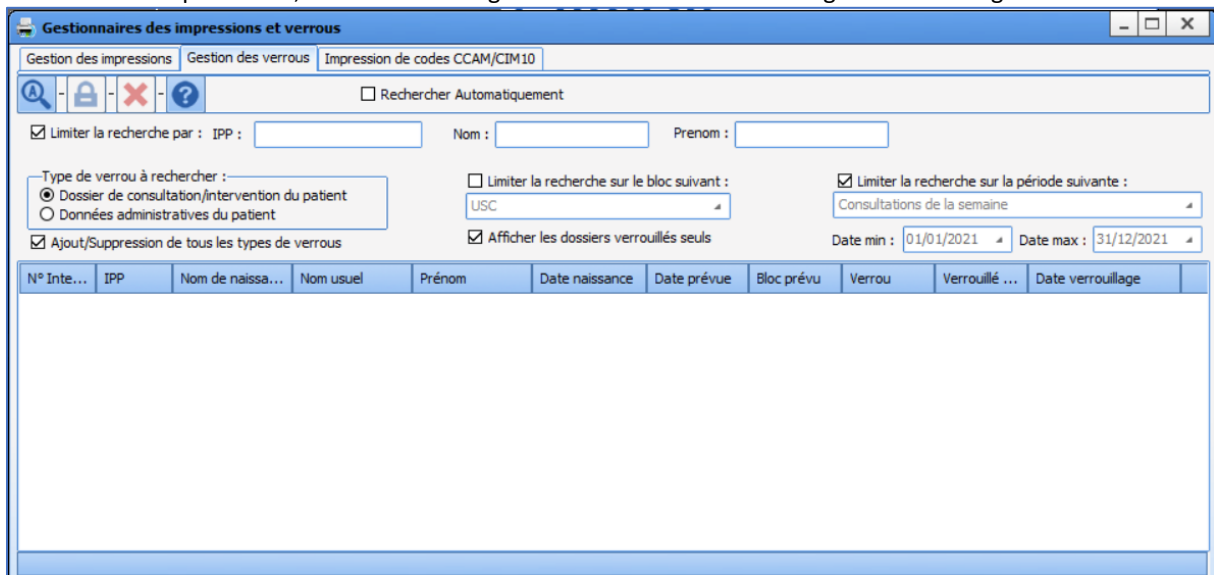 Gestionnaires des impressions et verrous
Gestion des impressions Gestion des verrous Impression de codes CCAM/CIM10
Rechercher Automatiquement
Limiter la recherche par : IPP : Nom : Prenom :
Type de verrou à rechercher :
Dossier de consultation/intervention du patient
Données administratives du patient
Ajout/Suppression de tous les types de verrous
Limiter la recherche sur le bloc suivant :
USC
Afficher les dossiers verrouillés seuls
Limiter la recherche sur la période suivante :
Consultations de la semaine
Date min : 01/01/2021 Date max : 31/12/2021
N° Inte... IPP Nom de naissa... Nom usuel Prénom Date naissance Date prévue Bloc prévu Verrou Verrouillé ... Date verrouillage